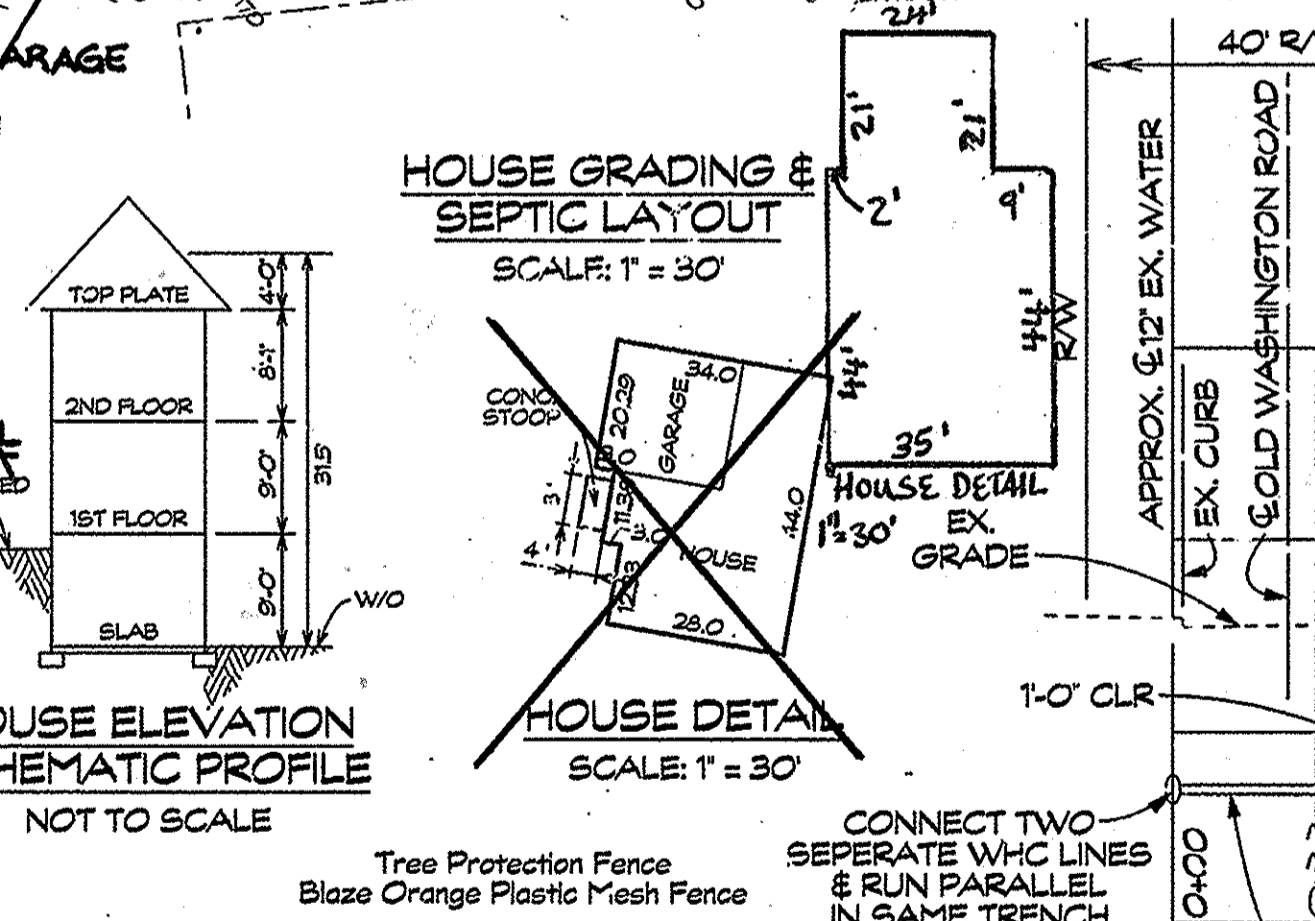 ARAGE
24'
21'
21'
2'
9'
44'
44'
R/W
35'
HOUSE DETAIL
1"=30'
HOUSE GRADING &
SEPTIC LAYOUT
SCALE: 1" = 30'
TOP PLATE
2ND FLOOR
1ST FLOOR
SLAB
4'-0"
8'-1"
9'-0"
9'-0"
31.5'
W/O
OUSE ELEVATION
HEMATIC PROFILE
NOT TO SCALE
CONC.
STOOP
34.0
20.29
GARAGE
3'
4'
HOUSE
44.0
28.0
HOUSE DETAIL
SCALE: 1" = 30'
Tree Protection Fence
Blaze Orange Plastic Mesh Fence
40' R/
APPROX. ℄ 12" EX. WATER
EX. CURB
℄ OLD WASHINGTON ROAD
EX.
GRADE
1'-0" CLR
CONNECT TWO
SEPERATE WHC LINES
& RUN PARALLEL
IN SAME TRENCH
0+00